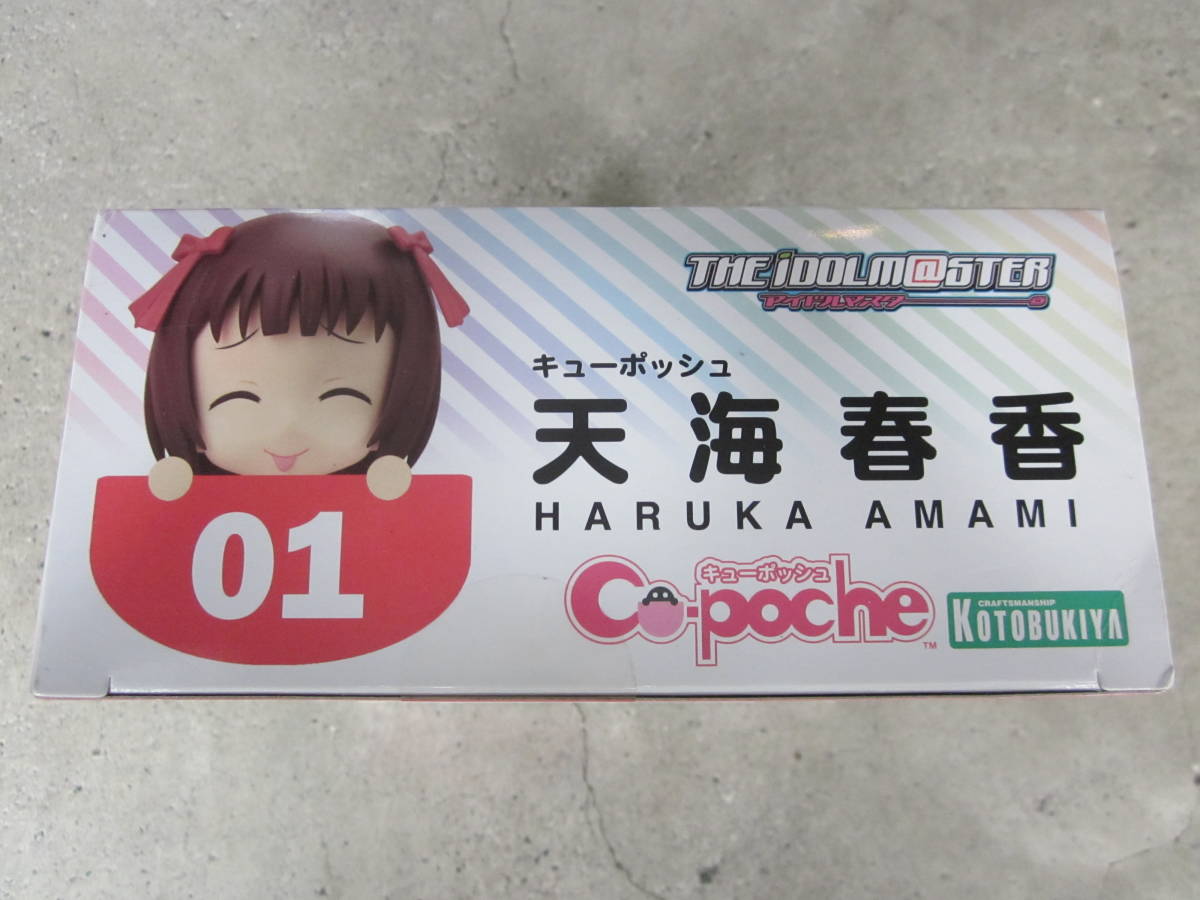 THE iDOLM@STER
アイドルマスター
キューポッシュ
天海春香
HARUKA AMAMI
01
キューポッシュ
Cu-poche
TM
CRAFTSMANSHIP
KOTOBUKIYA